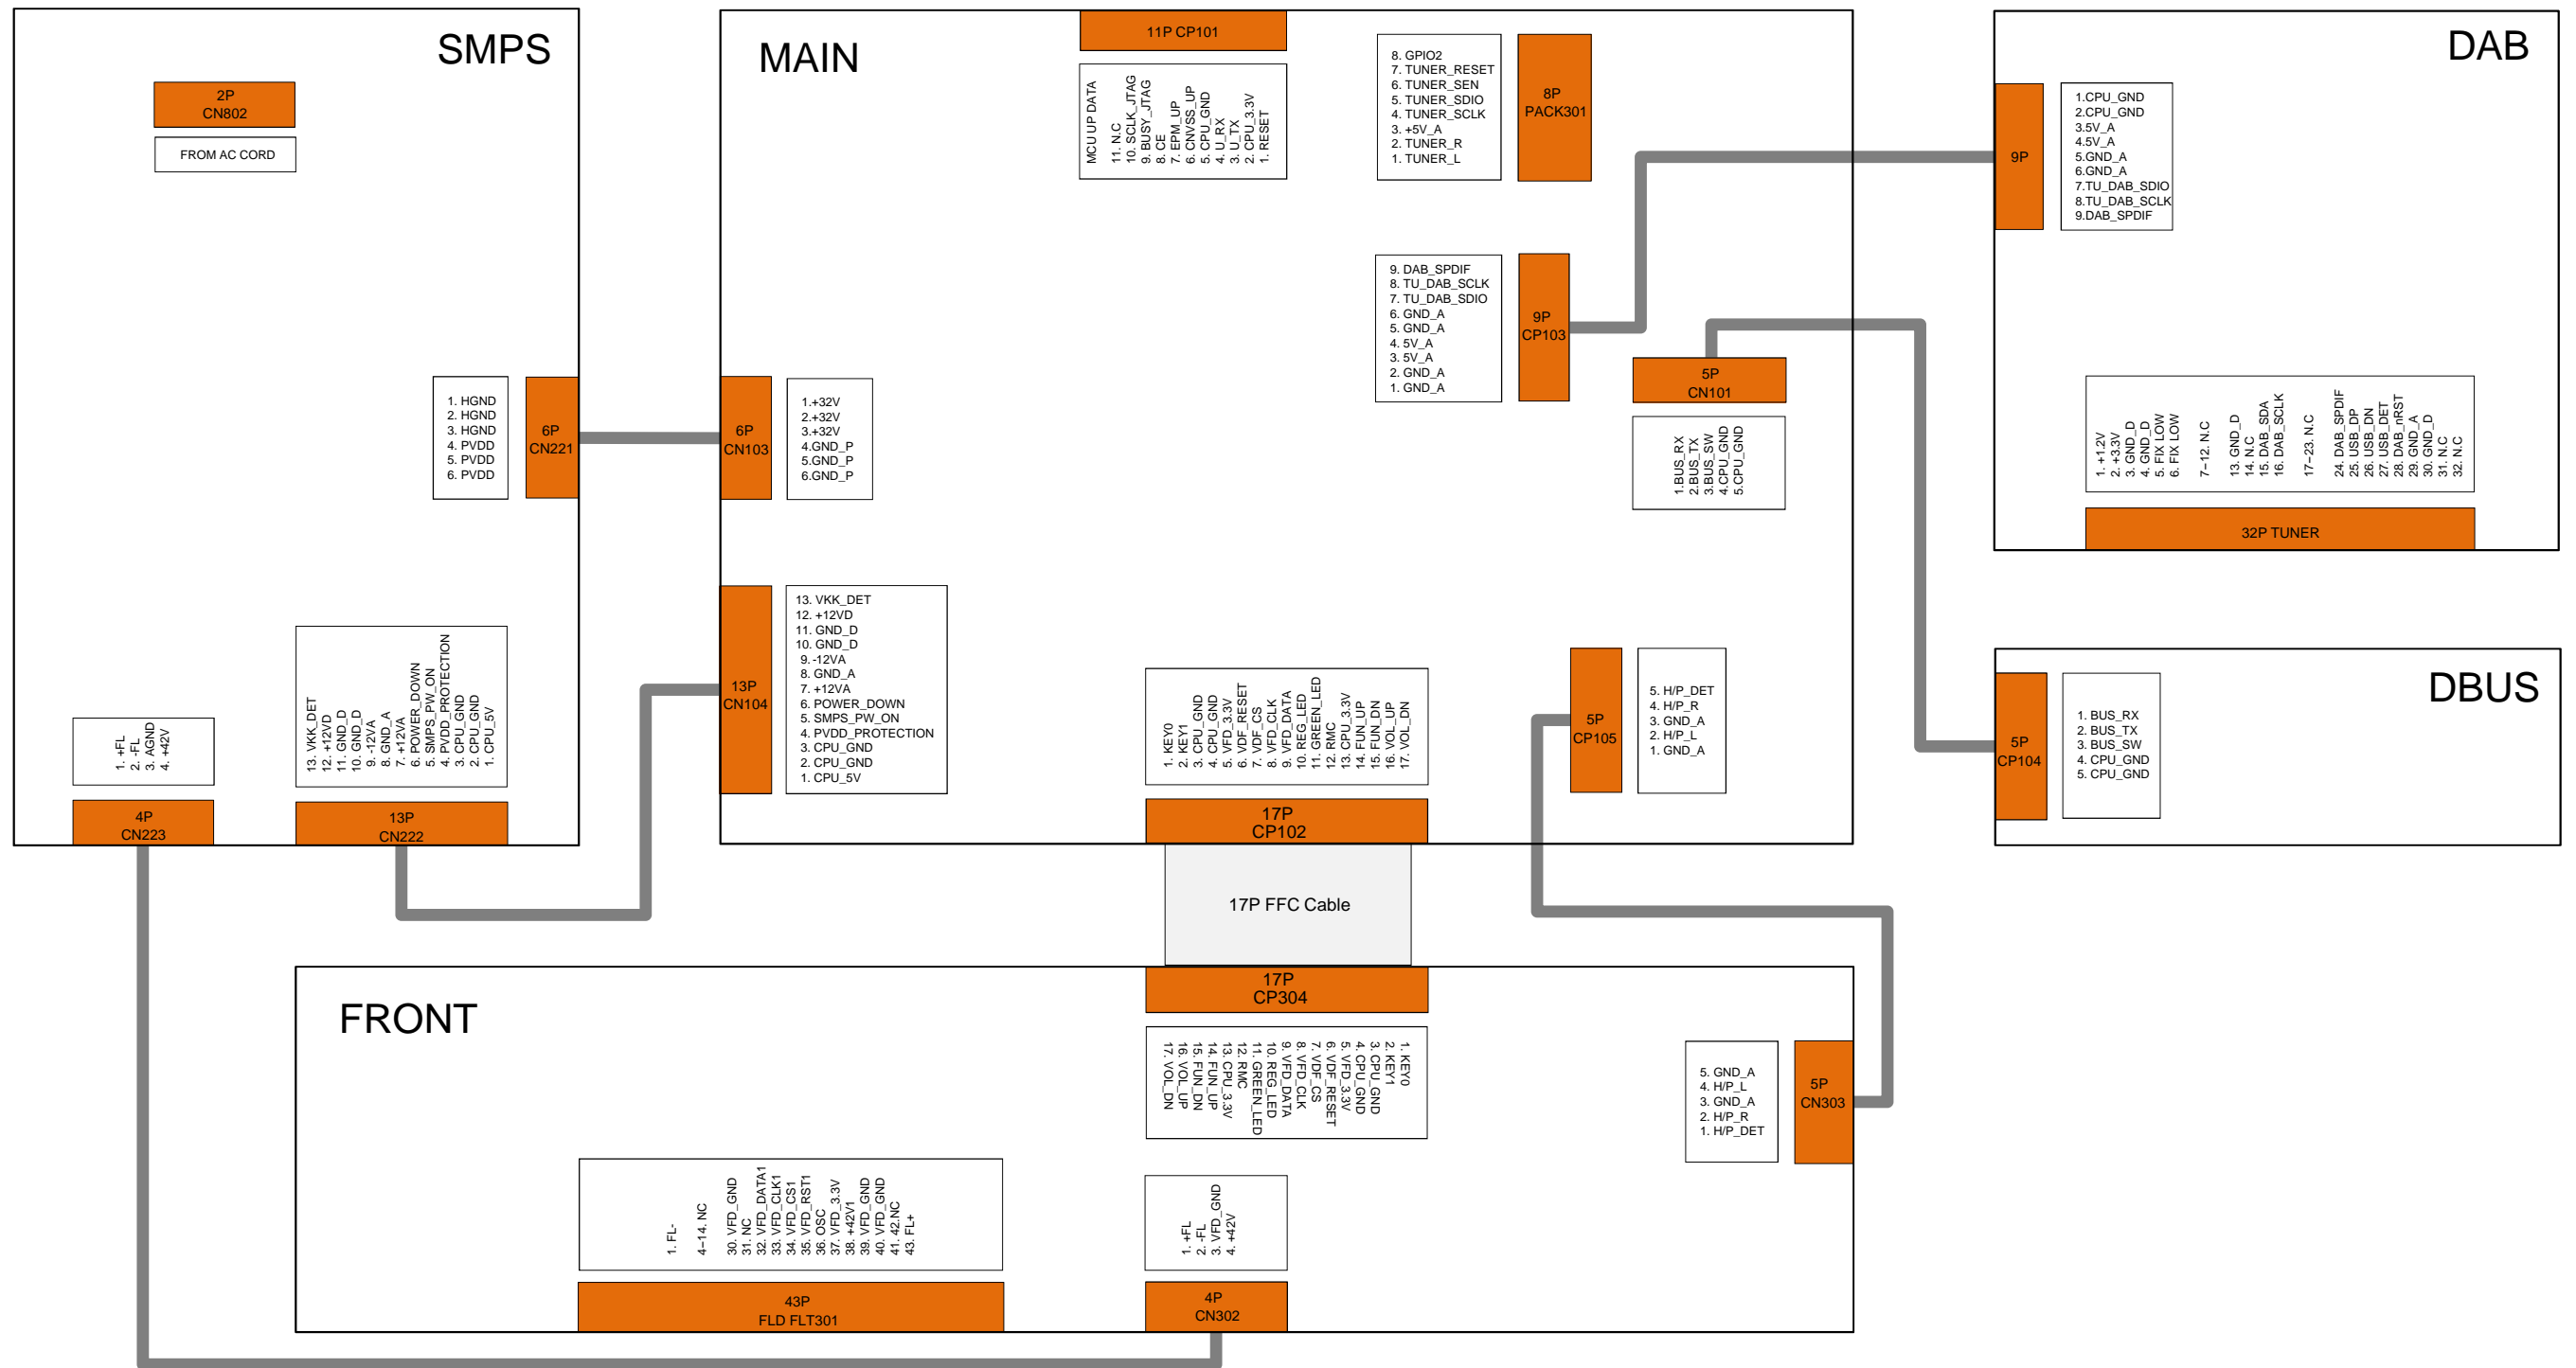 SMPS
2P
CN802
FROM AC CORD
1. HGND
2. HGND
3. HGND
4. PVDD
5. PVDD
6. PVDD
6P
CN221
1. +FL
2. -FL
3. AGND
4. +42V
4P
CN223
13. VKK_DET
12. +12VD
11. GND_D
10. GND_D
9. -12VA
8. GND_A
7. +12VA
6. POWER_DOWN
5. SMPS_PW_ON
4. PVDD_PROTECTION
3. CPU_GND
2. CPU_GND
1. CPU_5V
13P
CN222
MAIN
11P CP101
MCU UP DATA
11. N.C
10. SCLK_JTAG
9. BUSY_JTAG
8. CE
7. EPM_UP
6. CNVSS_UP
5. CPU_GND
4. U_RX
3. U_TX
2. CPU_3.3V
1. RESET
8. GPIO2
7. TUNER_RESET
6. TUNER_SEN
5. TUNER_SDIO
4. TUNER_SCLK
3. +5V_A
2. TUNER_R
1. TUNER_L
8P
PACK301
9. DAB_SPDIF
8. TU_DAB_SCLK
7. TU_DAB_SDIO
6. GND_A
5. GND_A
4. 5V_A
3. 5V_A
2. GND_A
1. GND_A
9P
CP103
5P
CN101
1.BUS_RX
2.BUS_TX
3.BUS_SW
4.CPU_GND
5.CPU_GND
6P
CN103
1.+32V
2.+32V
3.+32V
4.GND_P
5.GND_P
6.GND_P
13P
CN104
13. VKK_DET
12. +12VD
11. GND_D
10. GND_D
9. -12VA
8. GND_A
7. +12VA
6. POWER_DOWN
5. SMPS_PW_ON
4. PVDD_PROTECTION
3. CPU_GND
2. CPU_GND
1. CPU_5V
1. KEY0
2. KEY1
3. CPU_GND
4. CPU_GND
5. VFD_3.3V
6. VDF_RESET
7. VDF_CS
8. VFD_CLK
9. VFD_DATA
10. REG_LED
11. GREEN_LED
12. RMC
13. CPU_3.3V
14. FUN_UP
15. FUN_DN
16. VOL_UP
17. VOL_DN
17P
CP102
5P
CP105
5. H/P_DET
4. H/P_R
3. GND_A
2. H/P_L
1. GND_A
17P FFC Cable
DAB
9P
1.CPU_GND
2.CPU_GND
3.5V_A
4.5V_A
5.GND_A
6.GND_A
7.TU_DAB_SDIO
8.TU_DAB_SCLK
9.DAB_SPDIF
1. +1.2V
2. +3.3V
3. GND_D
4. GND_D
5. FIX LOW
6. FIX LOW
7-12. N.C
13. GND_D
14. N.C
15. DAB_SDA
16. DAB_SCLK
17-23. N.C
24. DAB_SPDIF
25. USB_DP
26. USB_DN
27. USB_DET
28. DAB_nRST
29. GND_A
30. GND_D
31. N.C
32. N.C
32P TUNER
DBUS
5P
CP104
1. BUS_RX
2. BUS_TX
3. BUS_SW
4. CPU_GND
5. CPU_GND
FRONT
17P
CP304
17. VOL_DN
16. VOL_UP
15. FUN_DN
14. FUN_UP
13. CPU_3.3V
12. RMC
11. GREEN_LED
10. REG_LED
9. VFD_DATA
8. VFD_CLK
7. VDF_CS
6. VDF_RESET
5. VFD_3.3V
4. CPU_GND
3. CPU_GND
2. KEY1
1. KEY0
5. GND_A
4. H/P_L
3. GND_A
2. H/P_R
1. H/P_DET
5P
CN303
1. FL-
4-14. NC
30. VFD_GND
31. NC
32. VFD_DATA1
33. VFD_CLK1
34. VFD_CS1
35. VFD_RST1
36. OSC
37. VFD_3.3V
38. +42V1
39. VFD_GND
40. VFD_GND
41. 42.NC
43. FL+
43P
FLD FLT301
1. +FL
2. -FL
3. VFD_GND
4. +42V
4P
CN302